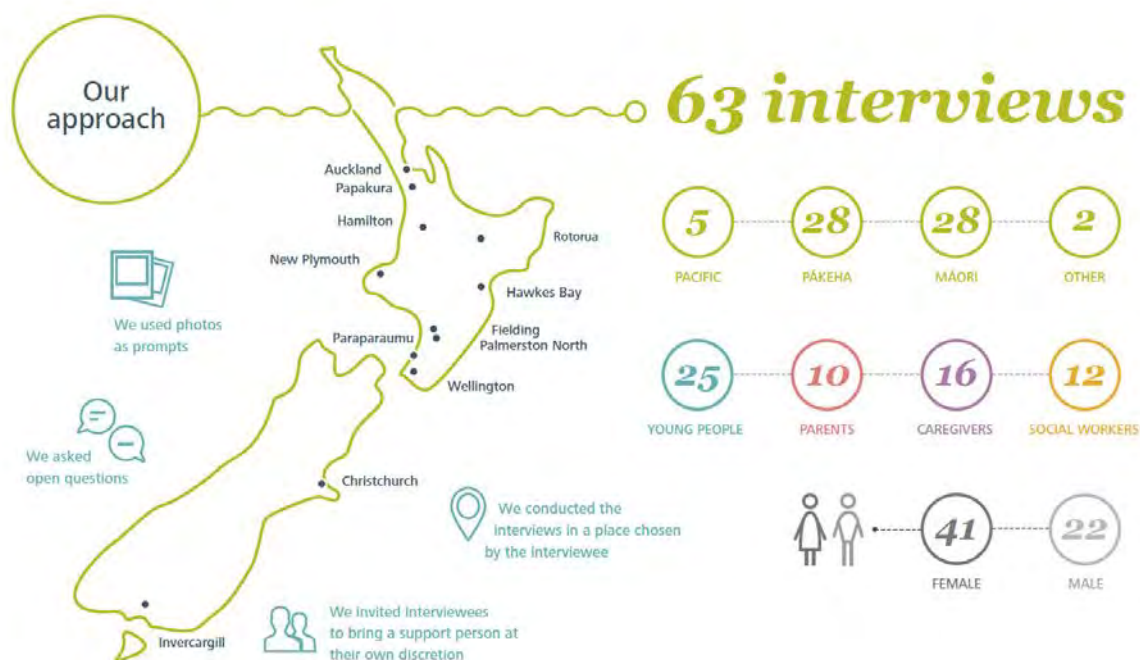 Our
approach
63 interviews
Auckland
Papakura
Hamilton
Rotorua
New Plymouth
Hawkes Bay
Paraparaumu
Fielding
Palmerston North
Wellington
Christchurch
Invercargill
We used photos
as prompts
We asked
open questions
We conducted the
interviews in a place chosen
by the interviewee
We invited Interviewees
to bring a support person at
their own discretion
5 28 28 2
PACIFIC PÁKEHA MÁORI OTHER
25 10 16 12
YOUNG PEOPLE PARENTS CAREGIVERS SOCIAL WORKERS
41 22
FEMALE MALE